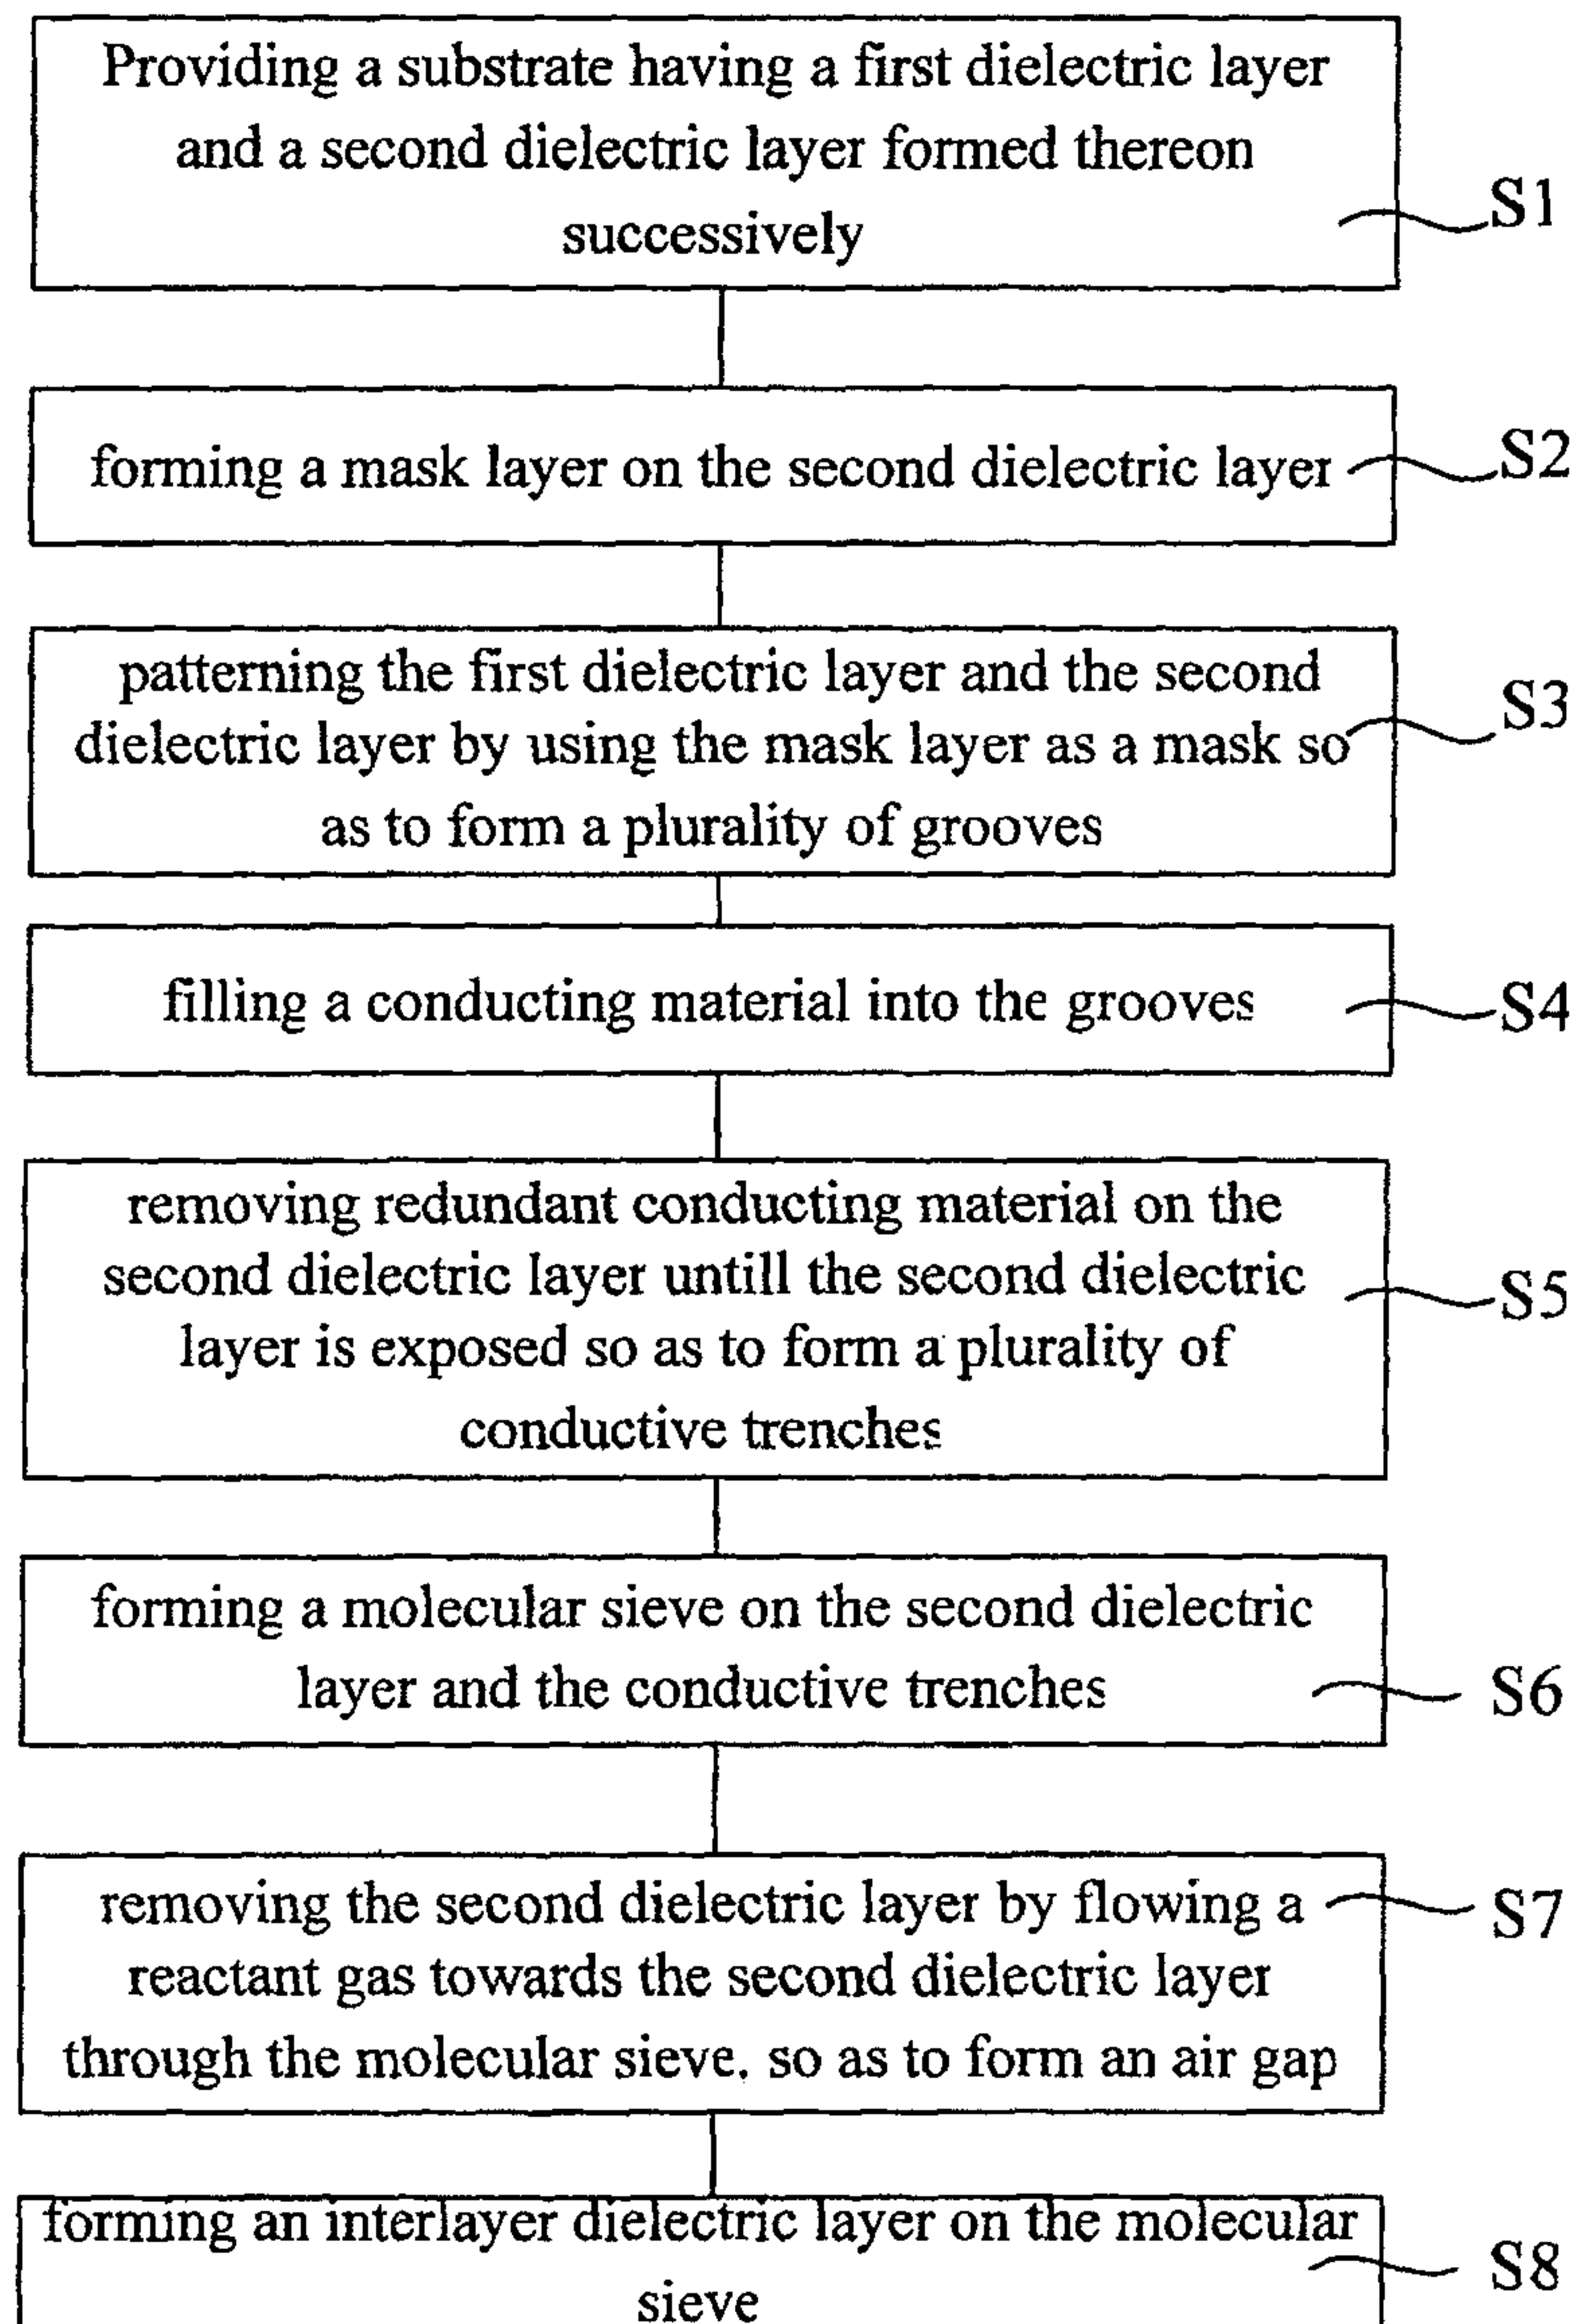 Providing a substrate having a first dielectric layer
and a second dielectric layer formed thereon
successively
S1
forming a mask layer on the second dielectric layer
S2
patterning the first dielectric layer and the second
dielectric layer by using the mask layer as a mask so
as to form a plurality of grooves
S3
filling a conducting material into the grooves
S4
removing redundant conducting material on the
second dielectric layer untill the second dielectric
layer is exposed so as to form a plurality of
conductive trenches
S5
forming a molecular sieve on the second dielectric
layer and the conductive trenches
S6
removing the second dielectric layer by flowing a
reactant gas towards the second dielectric layer
through the molecular sieve. so as to form an air gap
S7
forming an interlayer dielectric layer on the molecular
sieve
S8